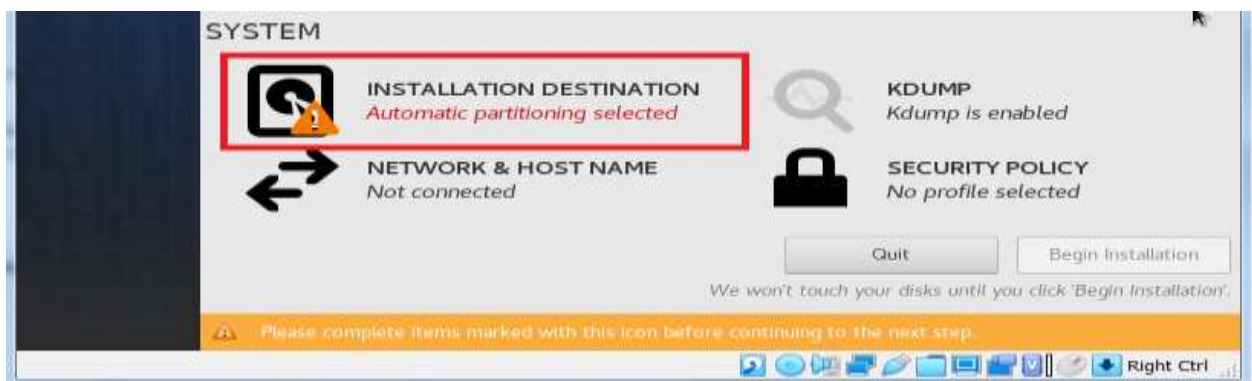 SYSTEM
INSTALLATION DESTINATION
Automatic partitioning selected
KDUMP
Kdump is enabled
NETWORK & HOST NAME
Not connected
SECURITY POLICY
No profile selected
Quit
Begin Installation
We won't touch your disks until you click 'Begin Installation'.
Please complete items marked with this icon before continuing to the next step.
Right Ctrl